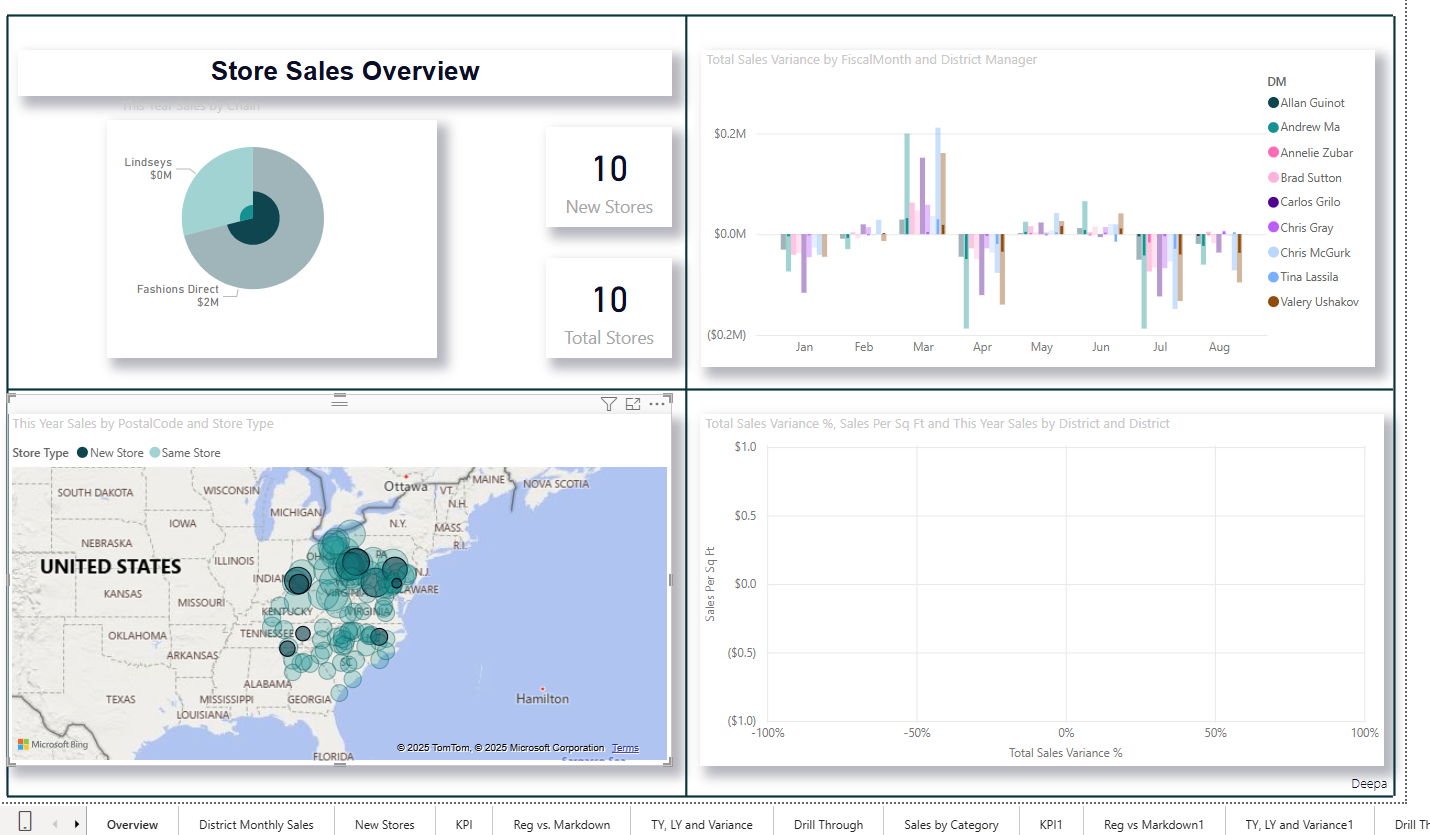 Store Sales Overview
This Year Sales by Chain
Lindseys
$0M
Fashions Direct
$2M
10
New Stores
10
Total Stores
Total Sales Variance by FiscalMonth and District Manager
DM
Allan Guinot
Andrew Ma
Annelie Zubar
Brad Sutton
Carlos Grilo
Chris Gray
Chris McGurk
Tina Lassila
Valery Ushakov
$0.2M
$0.0M
($0.2M)
Jan Feb Mar Apr May Jun Jul Aug
This Year Sales by PostalCode and Store Type
Store Type New Store Same Store
Ottawa
MAINE
NOVA SCOTIA
SOUTH DAKOTA
WISCONSIN
VT.
N.H.
MICHIGAN
IOWA
N.Y.
MASS.
NEBRASKA
R.I.
UNITED STATES
ILLINOIS
OH
PA
INDIA
N.J.
KANSAS
MISSOURI
VIRGINIA
LAWARE
KENTUCKY
VIRGINIA
OKLAHOMA
TENNESSEE
ARKANSAS
SC
ALABAMA
TEXAS
MISSISSIPPI
GEORGIA
Hamilton
LOUISIANA
Microsoft Bing
© 2025 TomTom, © 2025 Microsoft Corporation Terms
FLORIDA
Total Sales Variance %, Sales Per Sq Ft and This Year Sales by District and District
Sales Per Sq Ft
$1.0
$0.5
$0.0
($0.5)
($1.0)
-100% -50% 0% 50% 100%
Total Sales Variance %
Deepa
Overview District Monthly Sales New Stores KPI Reg vs. Markdown TY, LY and Variance Drill Through Sales by Category KPI1 Reg vs Markdown1 TY, LY and Variance1 Drill Th